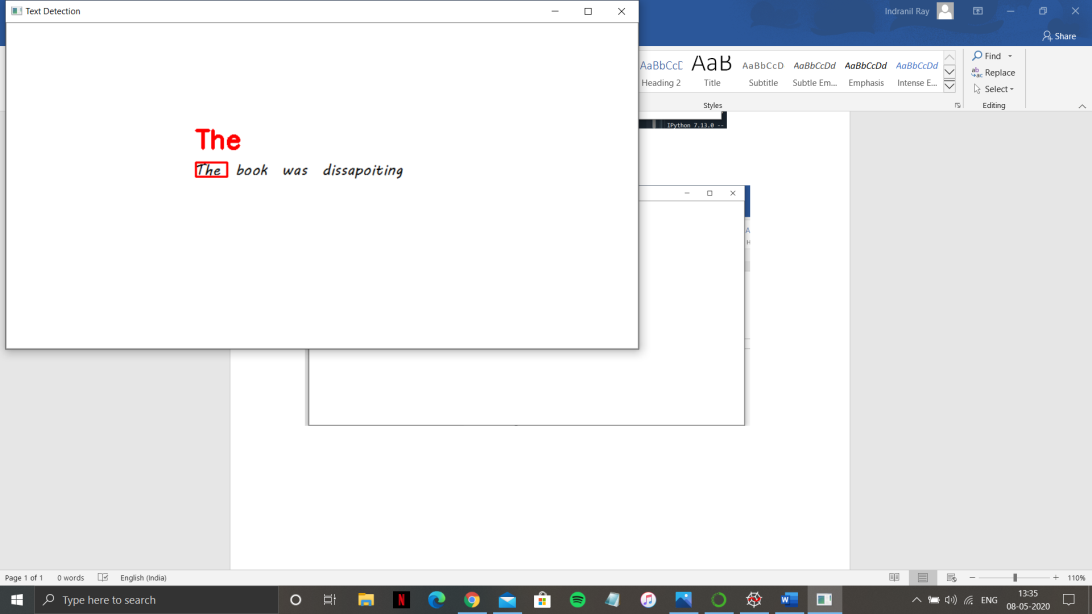 Text Detection
Indranil Ray
Share
The
The book was dissapoiting
AaBbCcD AaB AaBbCcD AaBbCcDd AaBbCcDd AaBbCcDd
Heading 2 Title Subtitle Subtle Em... Emphasis Intense E...
Styles
Find
Replace
Select
Editing
IPython 7.13.0 --
Page 1 of 1 0 words English (India) 110%
Type here to search
ENG
13:35
08-05-2020